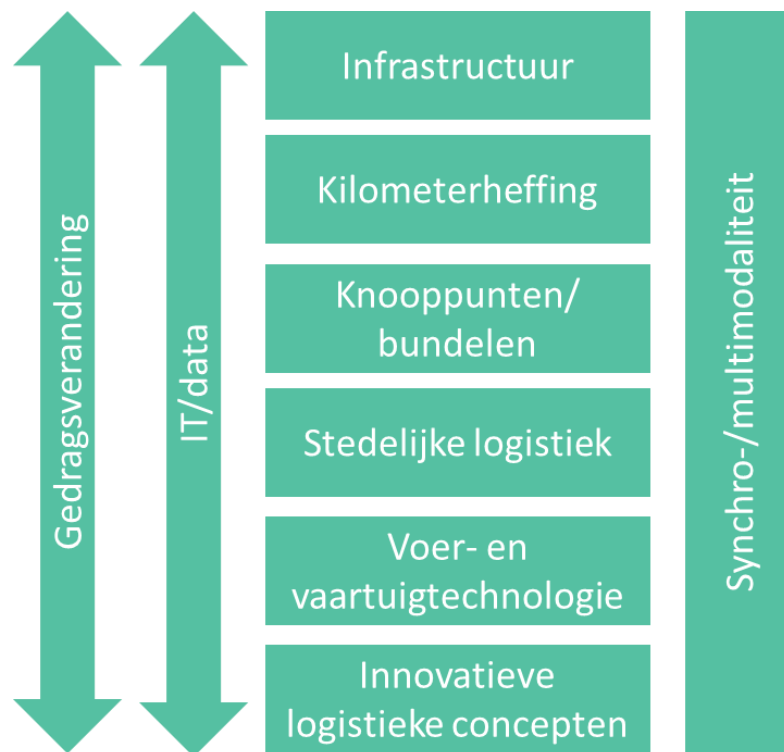 Gedragsverandering
IT/data
Infrastructuur
Kilometerheffing
Knooppunten/
bundelen
Stedelijke logistiek
Voer- en
vaartuigtechnologie
Innovatieve
logistieke concepten
Synchro-/multimodaliteit